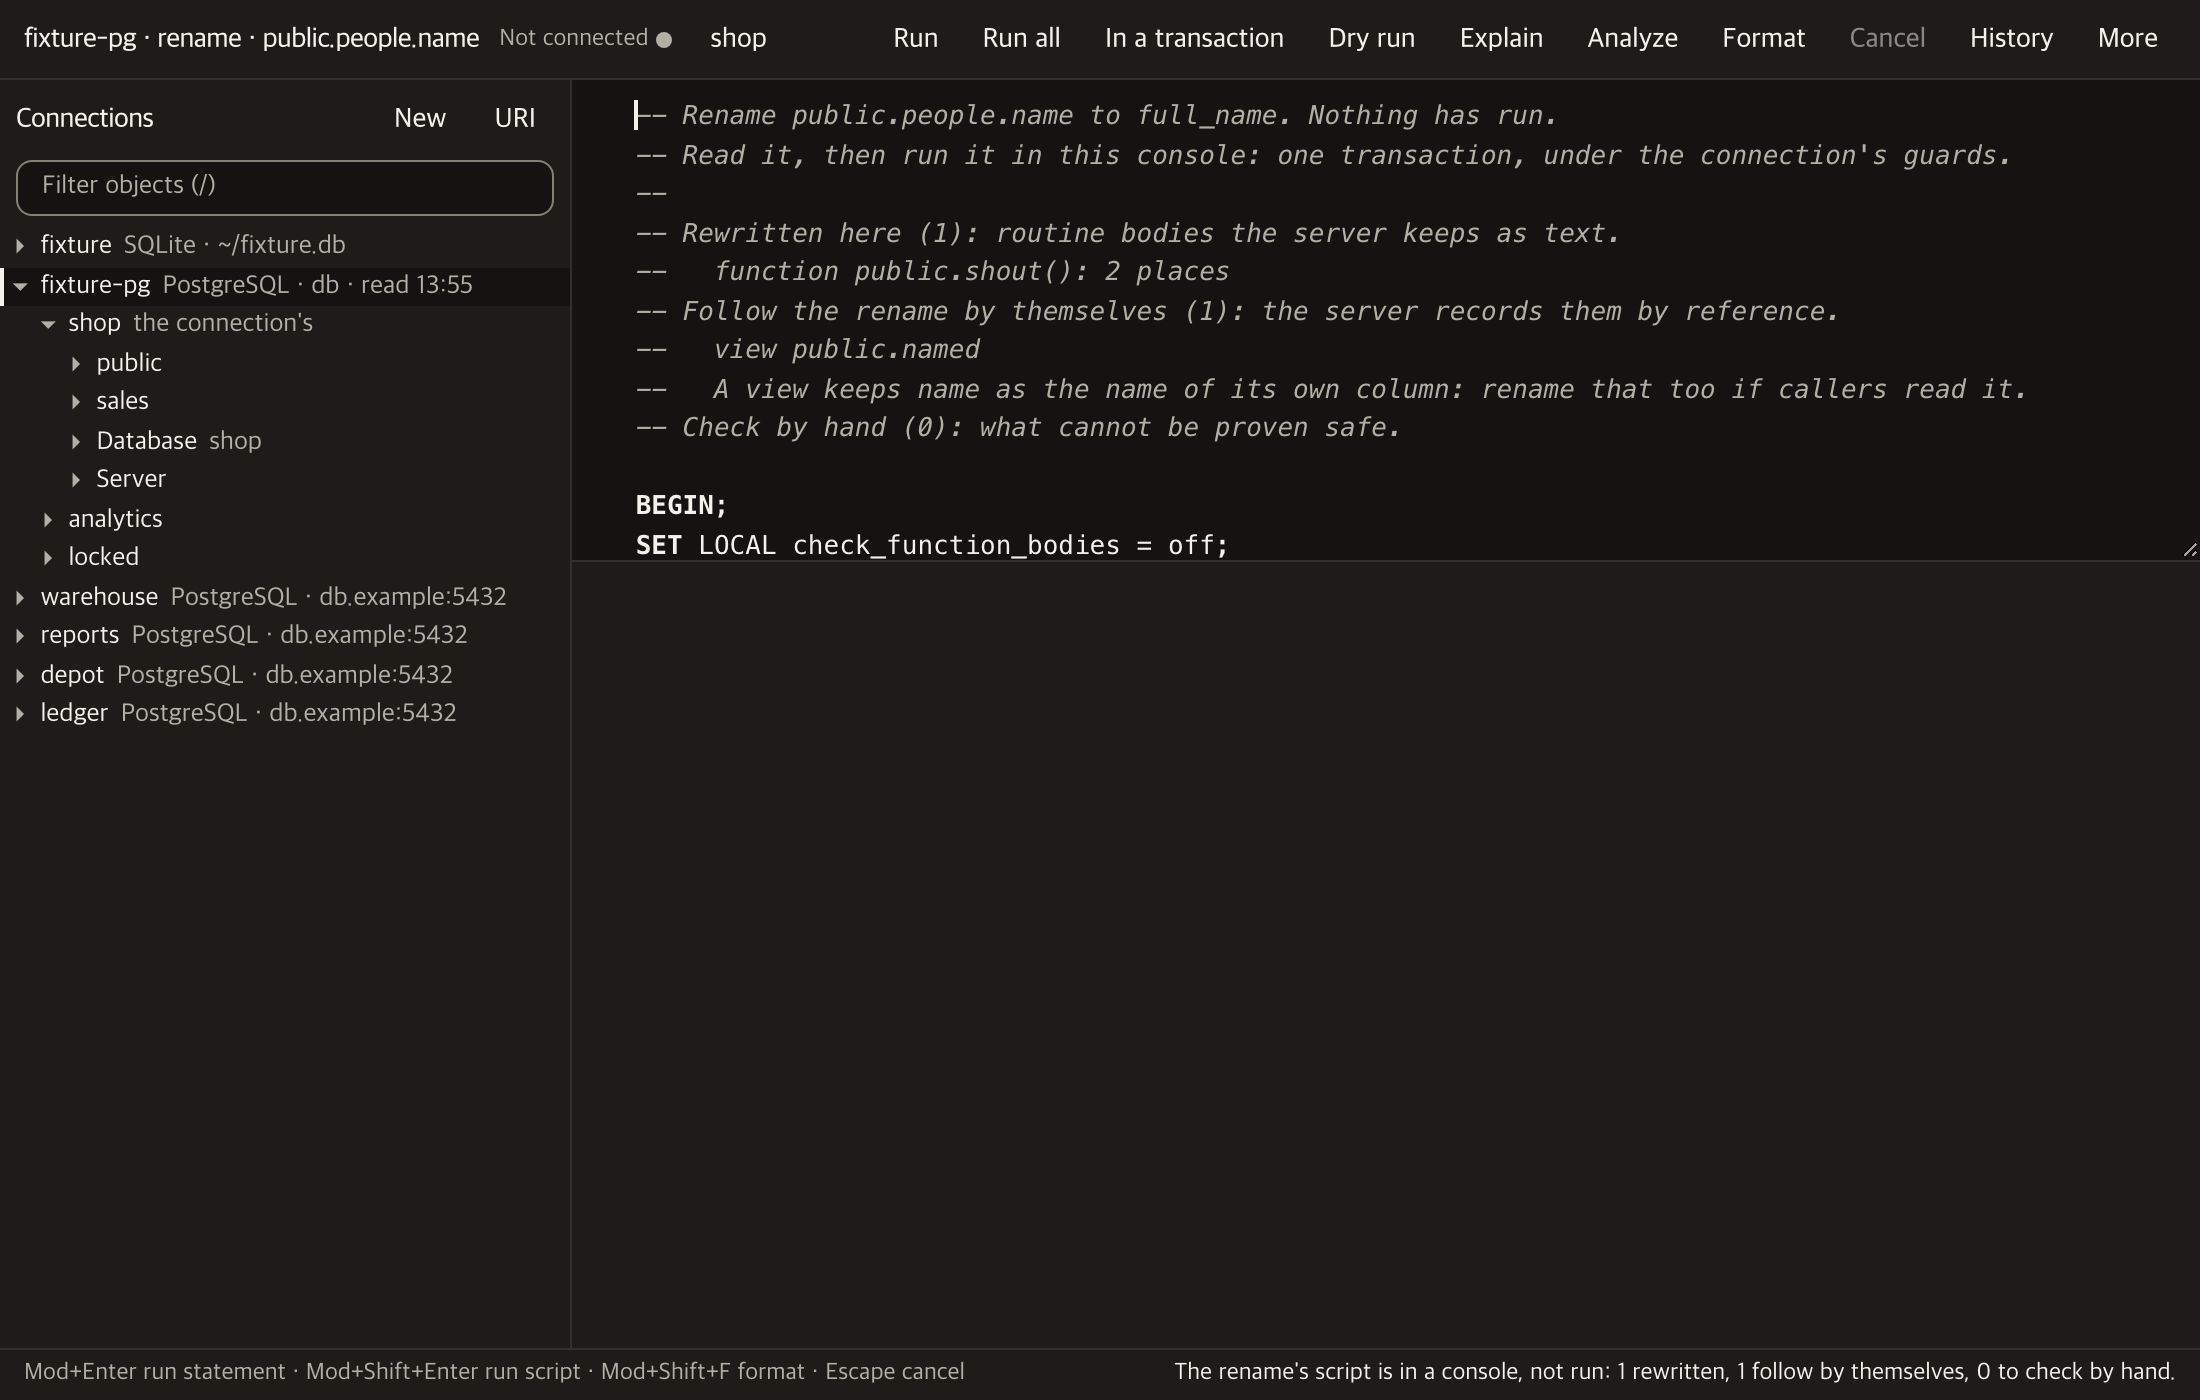 fixture-pg · rename · public.people.name Not connected shop Run Run all In a transaction Dry run Explain Analyze Format Cancel History More
Connections New URI
Filter objects (/)
fixture SQLite · ~/fixture.db
fixture-pg PostgreSQL · db · read 13:55
shop the connection's
public
sales
Database shop
Server
analytics
locked
warehouse PostgreSQL · db.example:5432
reports PostgreSQL · db.example:5432
depot PostgreSQL · db.example:5432
ledger PostgreSQL · db.example:5432
-- Rename public.people.name to full_name. Nothing has run.
-- Read it, then run it in this console: one transaction, under the connection's guards.
--
-- Rewritten here (1): routine bodies the server keeps as text.
--   function public.shout(): 2 places
-- Follow the rename by themselves (1): the server records them by reference.
--   view public.named
--   A view keeps name as the name of its own column: rename that too if callers read it.
-- Check by hand (0): what cannot be proven safe.
BEGIN;
SET LOCAL check_function_bodies = off;
Mod+Enter run statement · Mod+Shift+Enter run script · Mod+Shift+F format · Escape cancel
The rename's script is in a console, not run: 1 rewritten, 1 follow by themselves, 0 to check by hand.